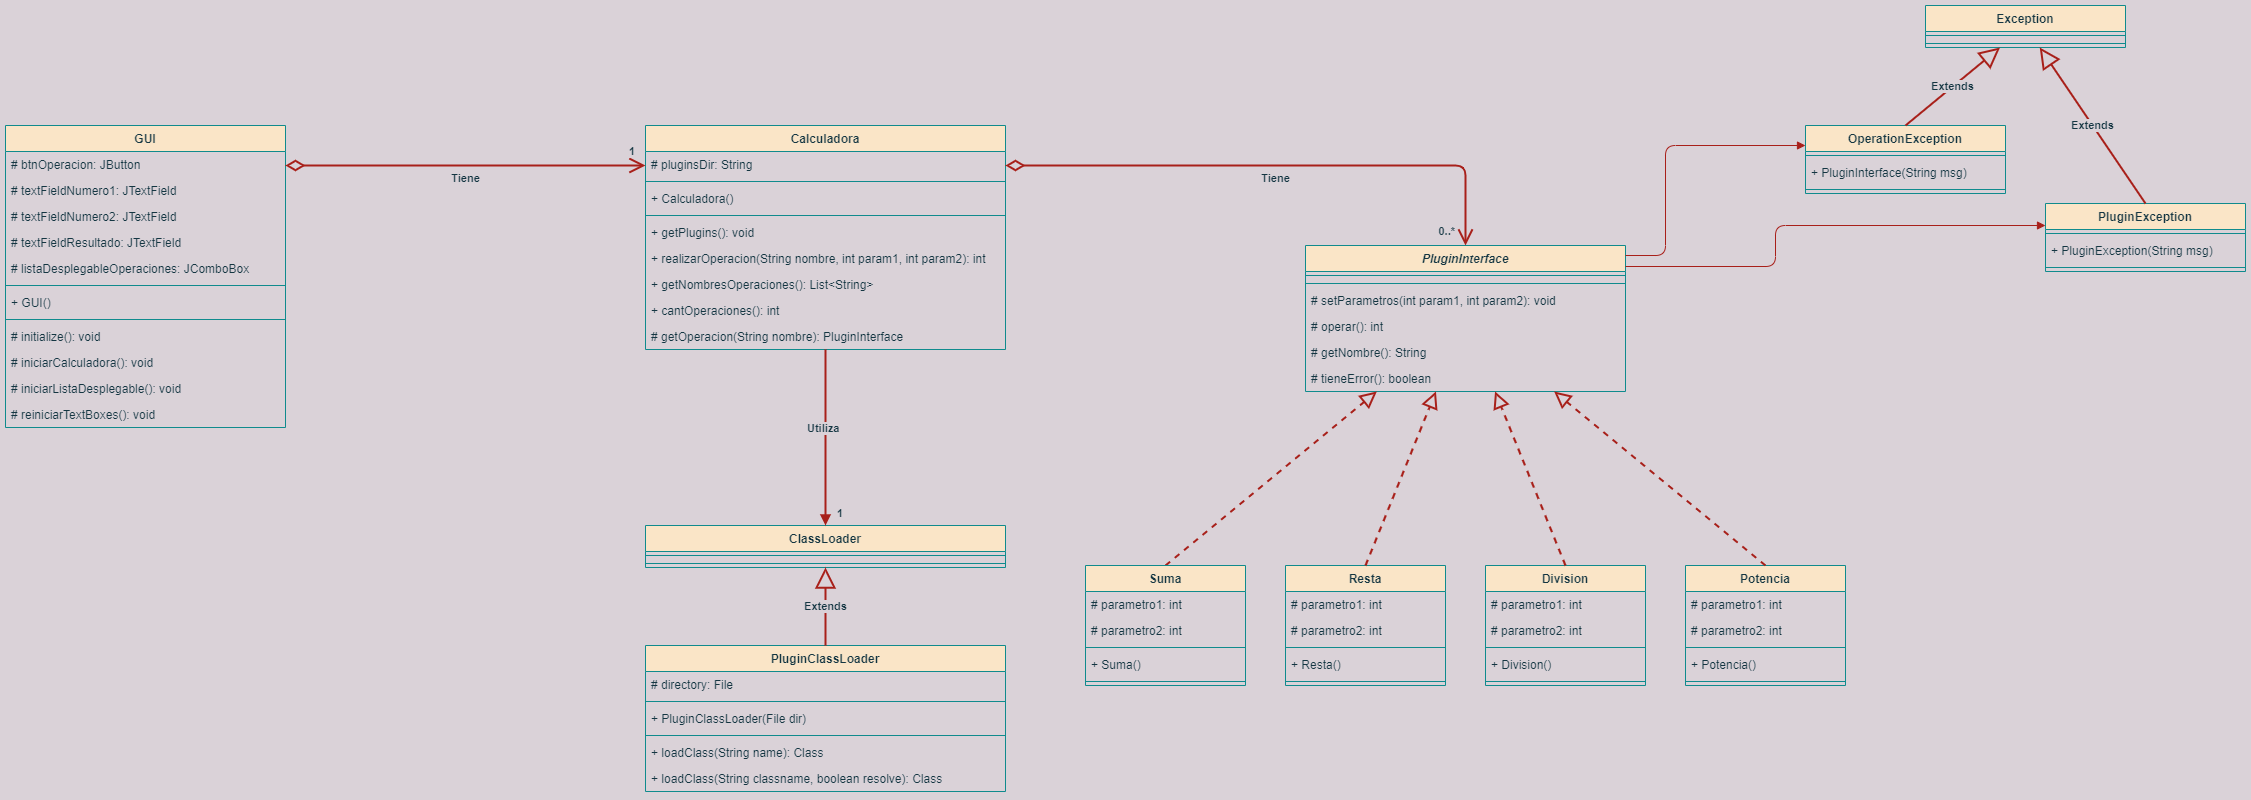 GUI
# btnOperacion: JButton
# textFieldNumero1: JTextField
# textFieldNumero2: JTextField
# textFieldResultado: JTextField
# listaDesplegableOperaciones: JComboBox
+ GUI()
# initialize(): void
# iniciarCalculadora(): void
# iniciarListaDesplegable(): void
# reiniciarTextBoxes(): void
1
Tiene
Calculadora
# pluginsDir: String
+ Calculadora()
+ getPlugins(): void
+ realizarOperacion(String nombre, int param1, int param2): int
+ getNombresOperaciones(): List<String>
+ cantOperaciones(): int
# getOperacion(String nombre): PluginInterface
Utiliza
1
ClassLoader
Extends
PluginClassLoader
# directory: File
+ PluginClassLoader(File dir)
+ loadClass(String name): Class
+ loadClass(String classname, boolean resolve): Class
Tiene
0..*
PluginInterface
# setParametros(int param1, int param2): void
# operar(): int
# getNombre(): String
# tieneError(): boolean
Suma
# parametro1: int
# parametro2: int
+ Suma()
Resta
# parametro1: int
# parametro2: int
+ Resta()
Division
# parametro1: int
# parametro2: int
+ Division()
Potencia
# parametro1: int
# parametro2: int
+ Potencia()
Exception
Extends
Extends
OperationException
+ PluginInterface(String msg)
PluginException
+ PluginException(String msg)